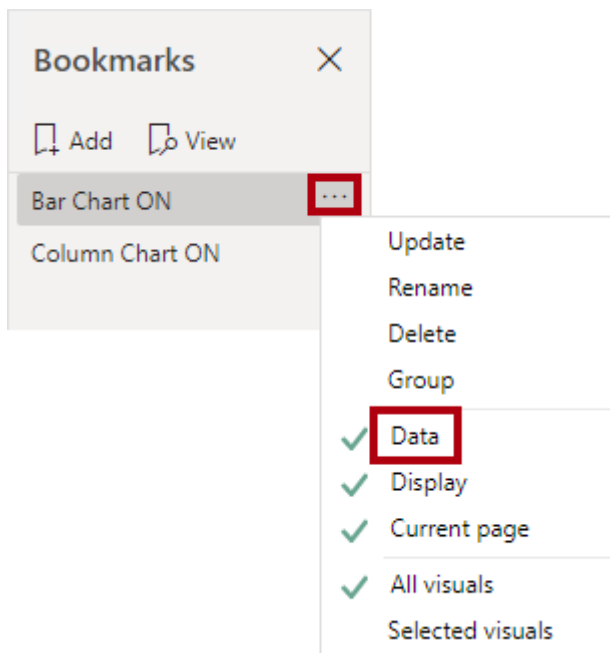 Bookmarks
Add View
Bar Chart ON ...
Column Chart ON
Update
Rename
Delete
Group
Data
Display
Current page
All visuals
Selected visuals